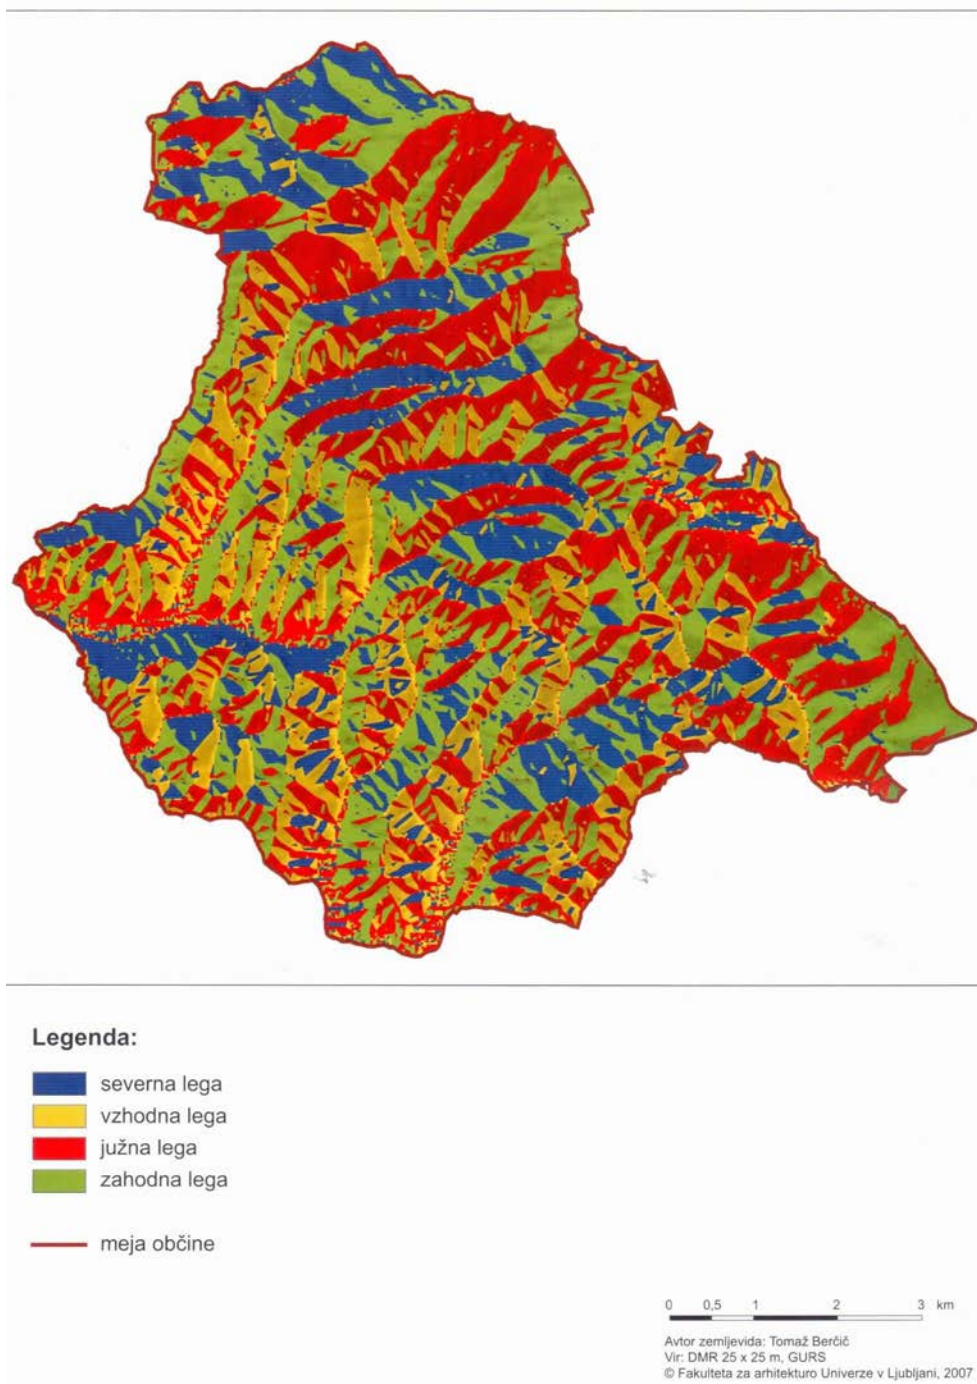 Legenda:
severna lega
vzhodna lega
južna lega
zahodna lega
meja občine
0 0,5 1 2 3 km
Avtor zemljevida: Tomaž Berčič
Vir: DMR 25 x 25 m, GURS
© Fakulteta za arhitekturo Univerze v Ljubljani, 2007